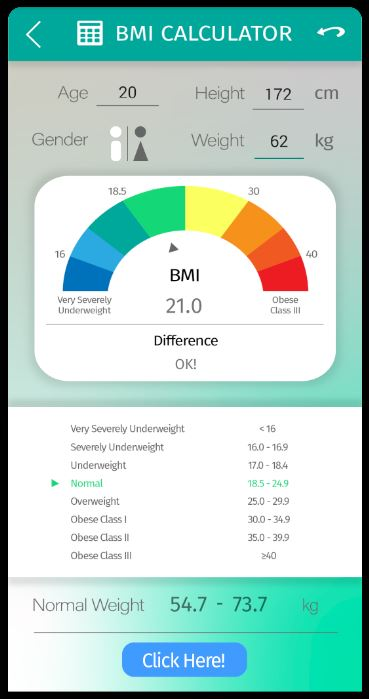 BMI CALCULATOR
Age 20 Height 172 cm
Gender Weight 62 kg
18.5 30
16 40
BMI
Very Severely Underweight 21.0 Obese Class III
Difference
OK!
Very Severely Underweight < 16
Severely Underweight 16.0 - 16.9
Underweight 17.0 - 18.4
Normal 18.5 - 24.9
Overweight 25.0 - 29.9
Obese Class I 30.0 - 34.9
Obese Class II 35.0 - 39.9
Obese Class III ≥40
Normal Weight 54.7 - 73.7 kg
Click Here!